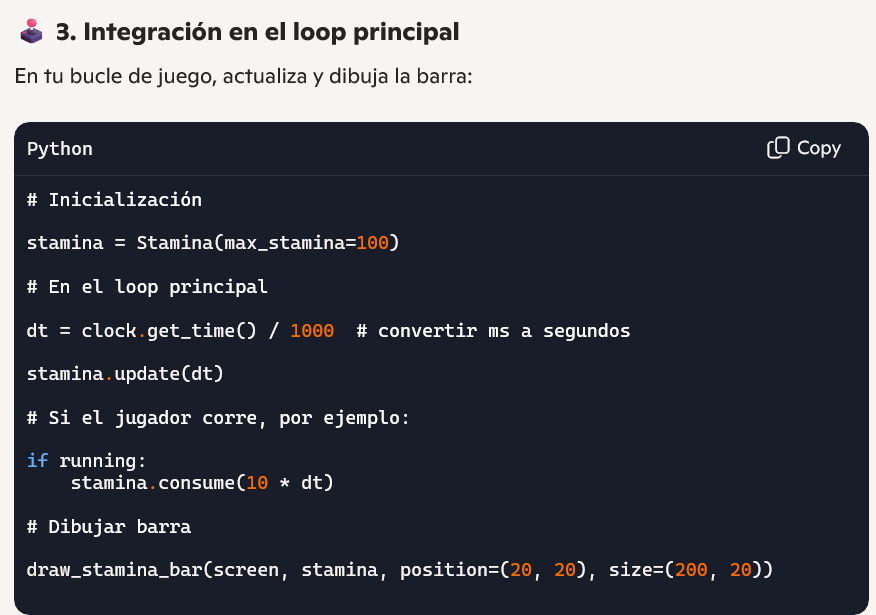 3. Integración en el loop principal
En tu bucle de juego, actualiza y dibuja la barra:
Python
Copy
# Inicialización
stamina = Stamina(max_stamina=100)
# En el loop principal
dt = clock.get_time() / 1000  # convertir ms a segundos
stamina.update(dt)
# Si el jugador corre, por ejemplo:
if running:
    stamina.consume(10 * dt)
# Dibujar barra
draw_stamina_bar(screen, stamina, position=(20, 20), size=(200, 20))